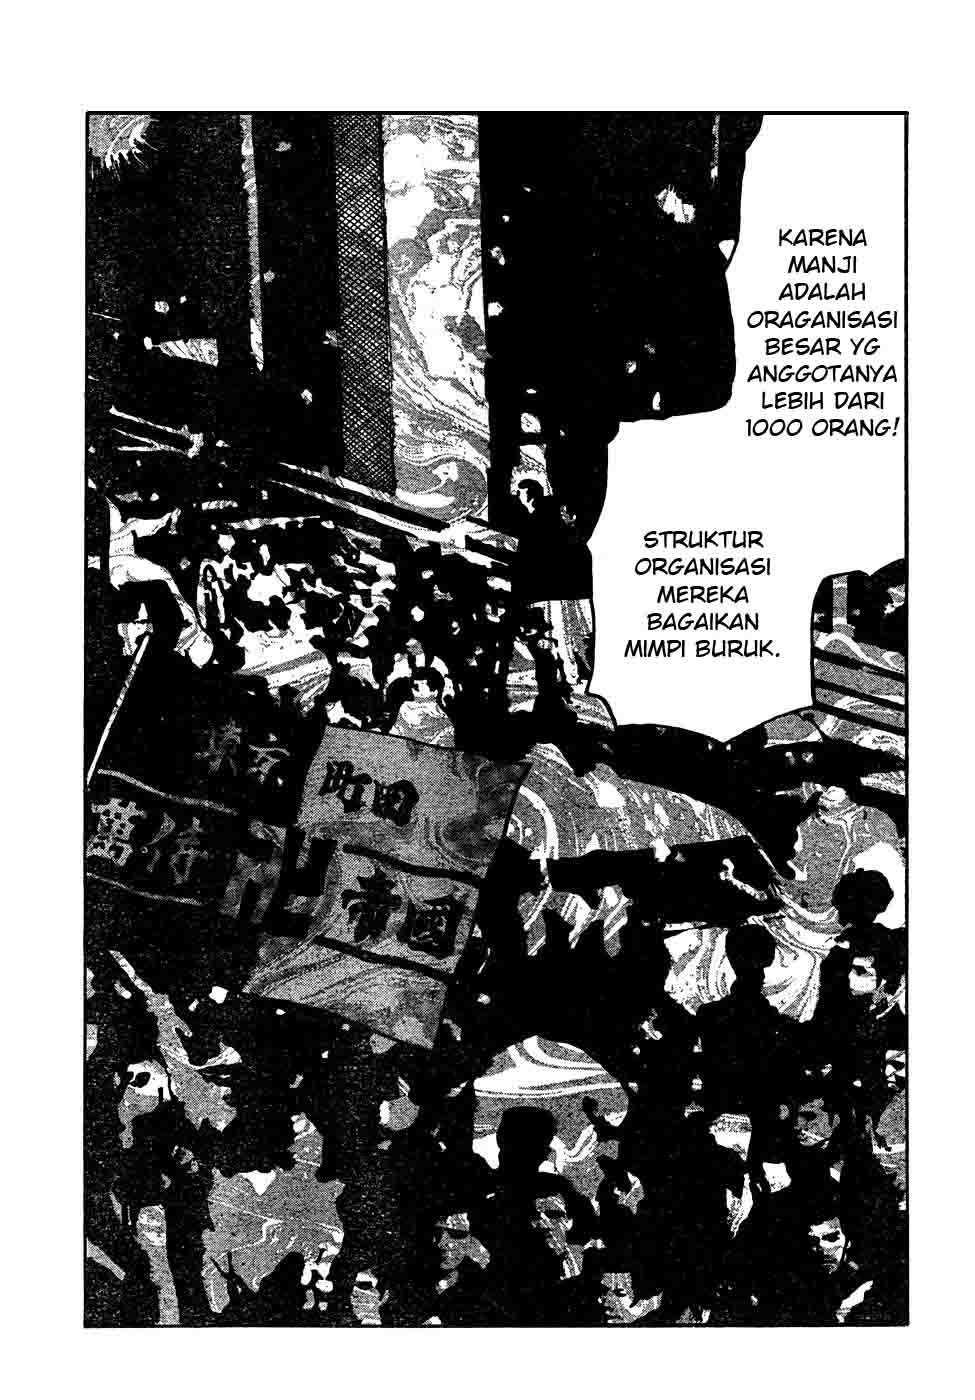 KARENA
MANJI
ADALAH
ORAGANISASI
BESAR YG
ANGGOTANYA
LEBIH DARI
1000 ORANG!
STRUKTUR
ORGANISASI
MEREKA
BAGAIKAN
MIMPI BURUK.
町田
帝國